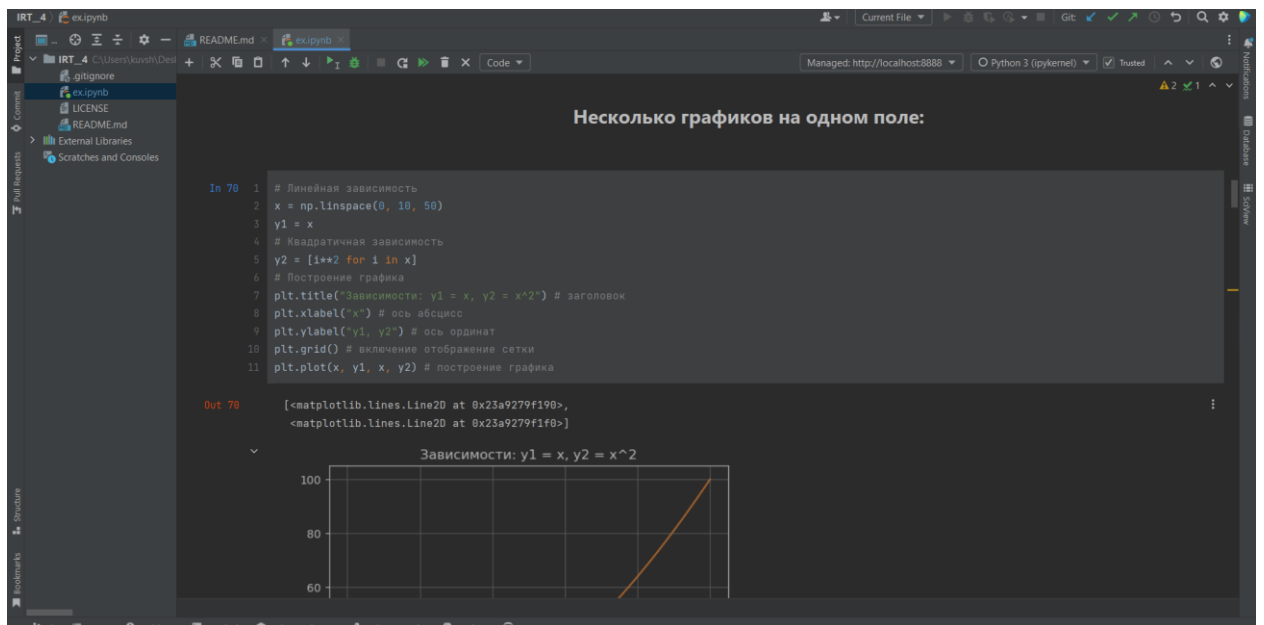 IRT_4 ex.ipynb
Current File
Git:
README.md
ex.ipynb
Project
IRT_4 C:\Users\kuvsh\Des
.gitignore
ex.ipynb
LICENSE
README.md
External Libraries
Scratches and Consoles
Commit
Pull Requests
Structure
Bookmarks
Code
Managed: http://localhost:8888
Python 3 (ipykernel)
Trusted
2 1
Notifications
Database
SciView
Несколько графиков на одном поле:
In 70
1 # Линейная зависимость
2 x = np.linspace(0, 10, 50)
3 y1 = x
4 # Квадратичная зависимость
5 y2 = [i**2 for i in x]
6 # Построение графика
7 plt.title("Зависимости: y1 = x, y2 = x^2") # заголовок
8 plt.xlabel("x") # ось абсцисс
9 plt.ylabel("y1, y2") # ось ординат
10 plt.grid() # включение отображение сетки
11 plt.plot(x, y1, x, y2) # построение графика
Out 70
[<matplotlib.lines.Line2D at 0x23a9279f190>,
<matplotlib.lines.Line2D at 0x23a9279f1f0>]
Зависимости: y1 = x, y2 = x^2
100
80
60